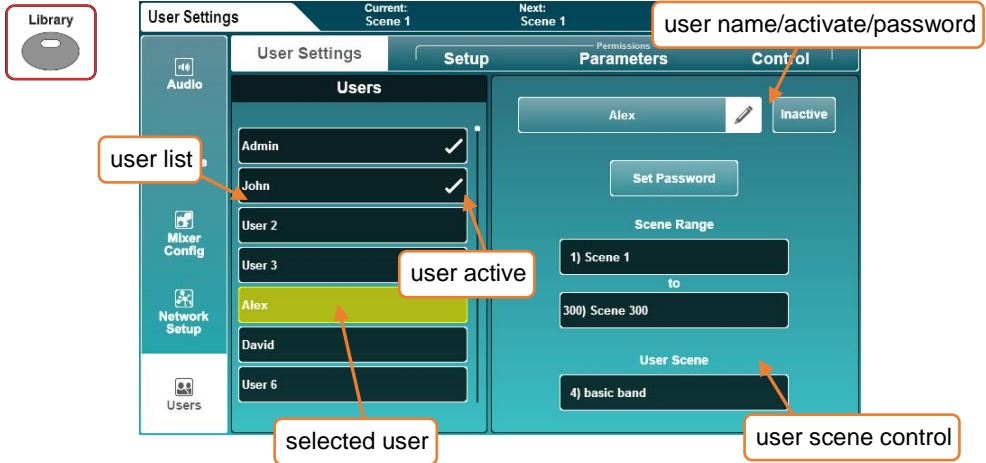 Library
User Settings
Current:
Scene 1
Next:
Scene 1
user name/activate/password
User Settings
Permissions
Setup
Parameters
Control
Audio
Users
Alex
Inactive
user list
Admin
John
Set Password
User 2
Scene Range
Mixer
Config
User 3
user active
1) Scene 1
to
Network
Setup
Alex
300) Scene 300
David
User Scene
Users
User 6
4) basic band
selected user
user scene control